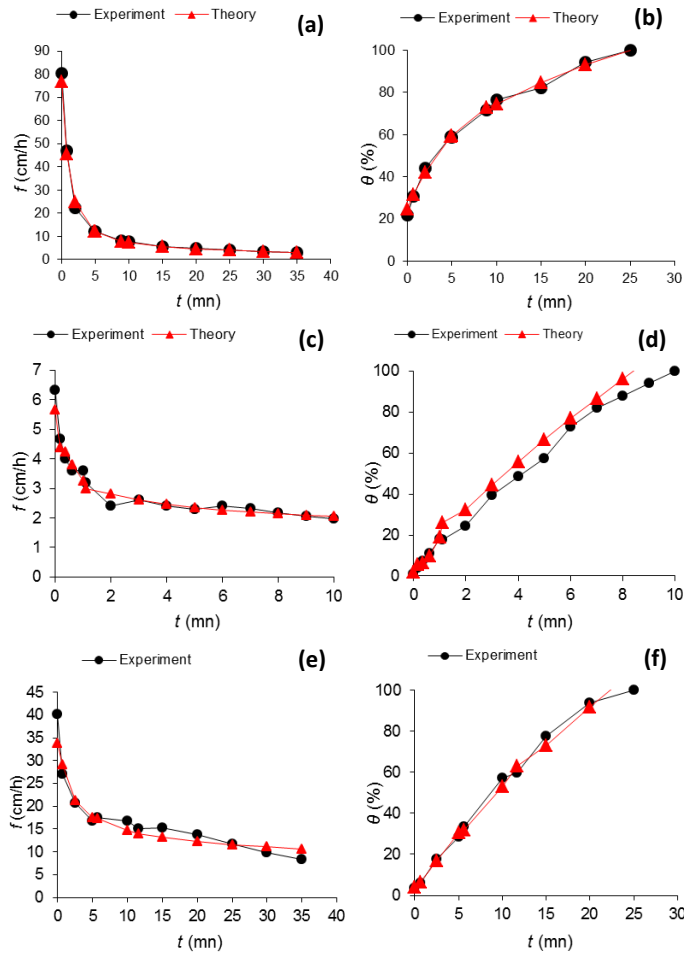 Experiment Theory (a)
90
80
70
60
50
40
30
20
10
0
f (cm/h)
0 5 10 15 20 25 30 35 40
t (mn)
Experiment Theory (b)
100
80
60
40
20
0
θ (%)
0 5 10 15 20 25 30
t (mn)
Experiment Theory (c)
7
6
5
4
3
2
1
0
f (cm/h)
0 2 4 6 8 10
t (mn)
Experiment Theory (d)
100
80
60
40
20
0
θ (%)
0 2 4 6 8 10
t (mn)
Experiment (e)
45
40
35
30
25
20
15
10
5
0
f (cm/h)
0 5 10 15 20 25 30 35 40
t (mn)
Experiment (f)
100
80
60
40
20
0
θ (%)
0 5 10 15 20 25 30
t (mn)